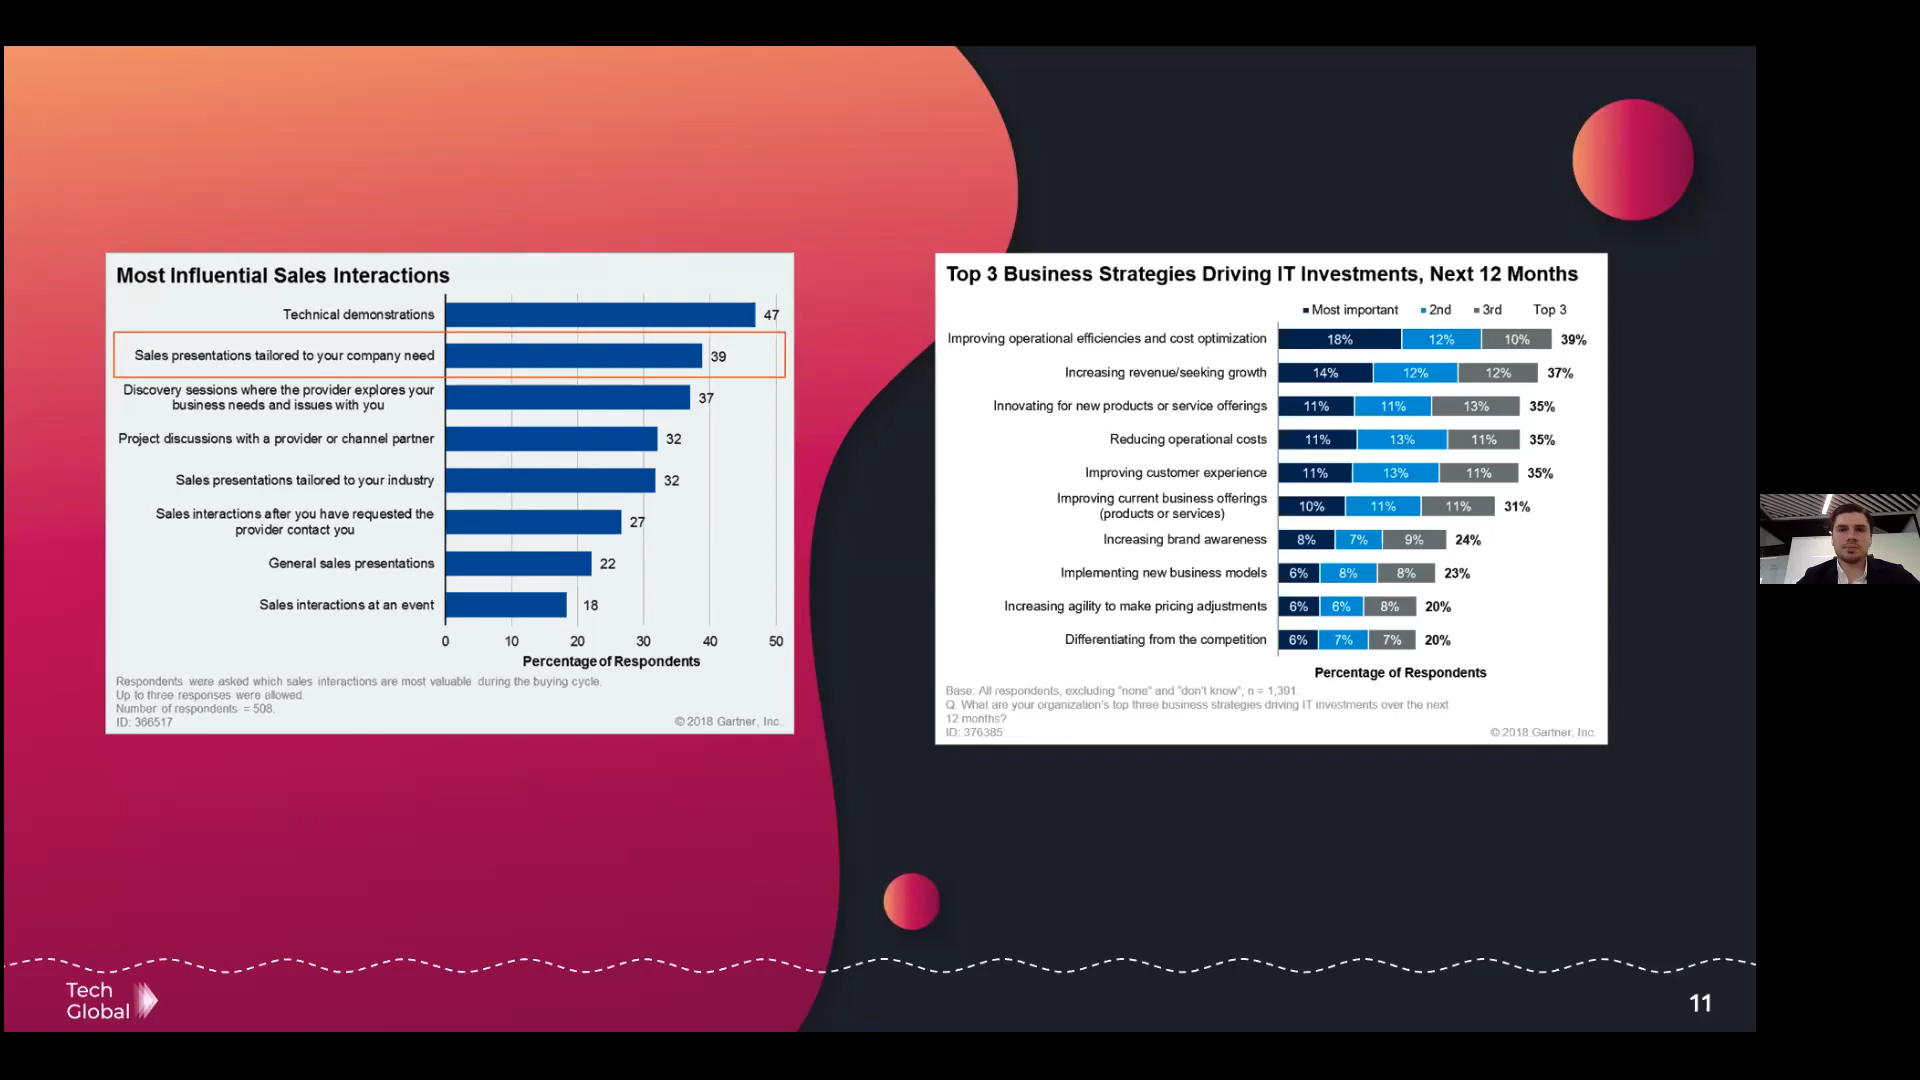 Most Influential Sales Interactions
Technical demonstrations
47
Sales presentations tailored to your company need
39
Discovery sessions where the provider explores your
business needs and issues with you
37
Project discussions with a provider or channel partner
32
Sales presentations tailored to your industry
32
Sales interactions after you have requested the
provider contact you
27
General sales presentations
22
Sales interactions at an event
18
0 10 20 30 40 50
Percentage of Respondents
Respondents were asked which sales interactions are most valuable during the buying cycle.
Up to three responses were allowed.
Number of respondents = 508.
ID: 366517
© 2018 Gartner, Inc.
Top 3 Business Strategies Driving IT Investments, Next 12 Months
Most important 2nd 3rd Top 3
Improving operational efficiencies and cost optimization 18% 12% 10% 39%
Increasing revenue/seeking growth 14% 12% 12% 37%
Innovating for new products or service offerings 11% 11% 13% 35%
Reducing operational costs 11% 13% 11% 35%
Improving customer experience 11% 13% 11% 35%
Improving current business offerings
(products or services) 10% 11% 11% 31%
Increasing brand awareness 8% 7% 9% 24%
Implementing new business models 6% 8% 8% 23%
Increasing agility to make pricing adjustments 6% 6% 8% 20%
Differentiating from the competition 6% 7% 7% 20%
Percentage of Respondents
Base: All respondents, excluding "none" and "don't know", n = 1,391.
Q. What are your organization's top three business strategies driving IT investments over the next
12 months?
ID: 376385
© 2018 Gartner, Inc.
Tech
Global
11